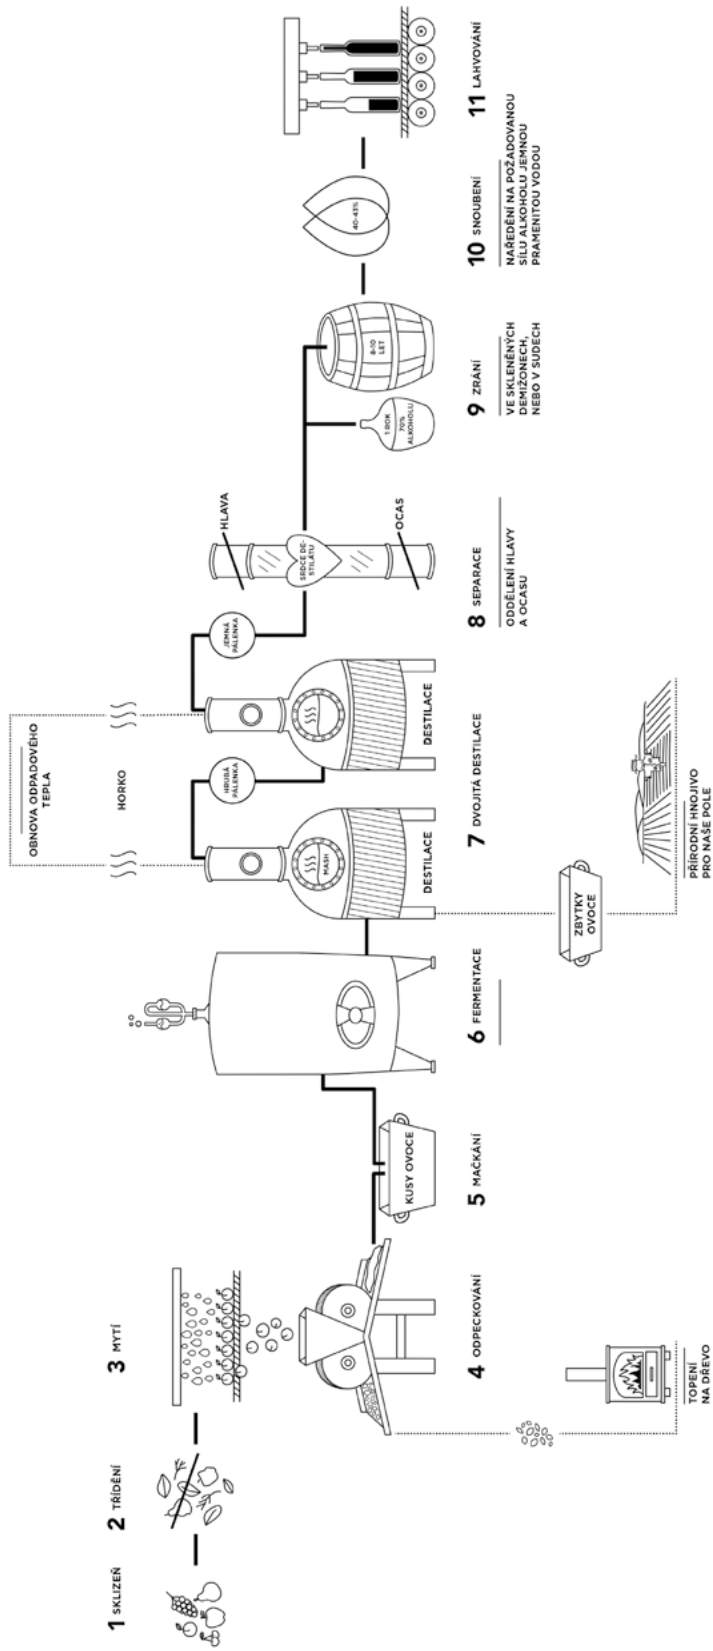 1 SKLIZEŇ
2 TŘÍDĚNÍ
3 MYTÍ
4 ODPECKOVÁNÍ
TOPENÍ
NA DŘEVO
KUSY OVOCE
5 MAČKÁNÍ
6 FERMENTACE
OBNOVA ODPADOVÉHO
TEPLA
HORKO
MASH
DESTILACE
HRUBÁ
PÁLENKA
DESTILACE
JEMNÁ
PÁLENKA
7 DVOJITÁ DESTILACE
ZBYTKY
OVOCE
PŘÍRODNÍ HNOJIVO
PRO NAŠE POLE
HLAVA
SRDCE DE-
STILÁTU
OCAS
8 SEPARACE
ODDĚLENÍ HLAVY
A OCASU
1 ROK
70%
ALKOHOLU
8-10
LET
9 ZRÁNÍ
VE SKLENĚNÝCH
DEMIŽONECH,
NEBO V SUDECH
40-43%
10 SNOUBENÍ
NAŘEDĚNÍ NA POŽADOVANOU
SÍLU ALKOHOLU JEMNOU
PRAMENITOU VODOU
11 LAHVOVÁNÍ